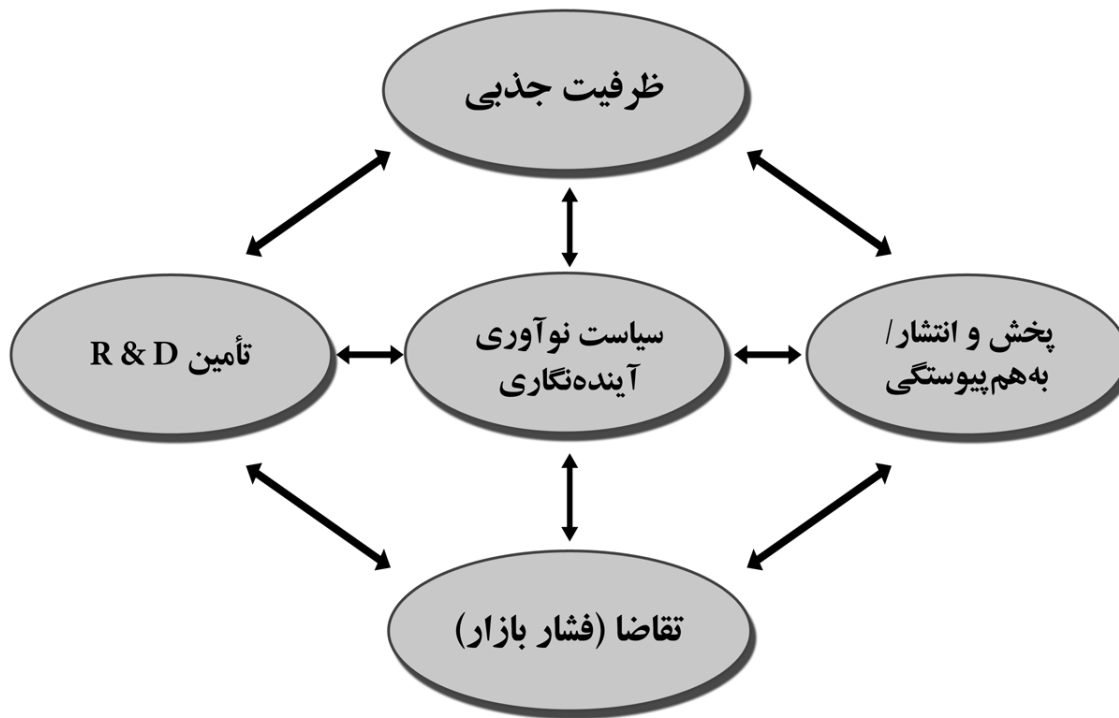 ظرفیت جذبی
پخش و انتشار/
به‌هم‌پیوستگی
سیاست نوآوری
آینده‌نگاری
تأمین R & D
تقاضا (فشار بازار)